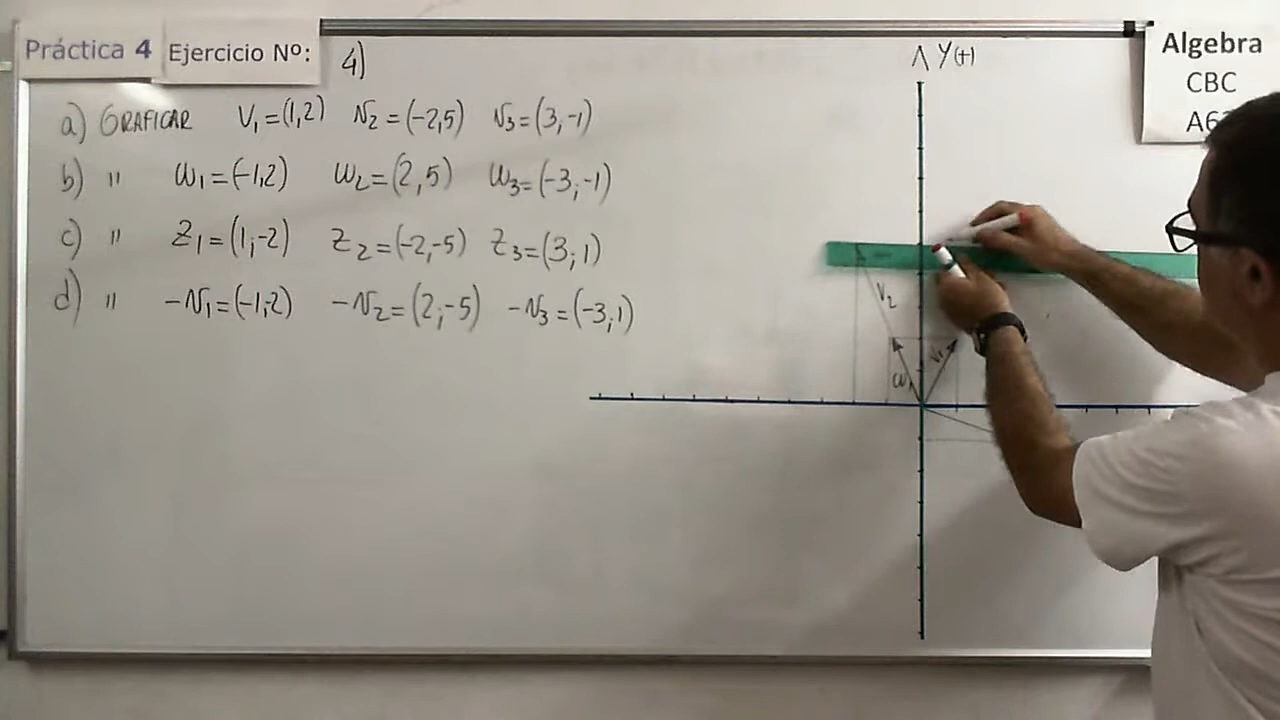 Práctica 4 Ejercicio Nº: 4)
Algebra
CBC
a) GRAFICAR V₁=(1,2) V₂=(-2,5) V₃=(3,-1)
b) " W₁=(-1,2) W₂=(2,5) W₃=(-3,-1)
c) " Z₁=(1,-2) Z₂=(-2,-5) Z₃=(3,1)
d) " -V₁=(-1,-2) -V₂=(2,-5) -V₃=(-3,1)
Y(+)
V₂
V₁
W